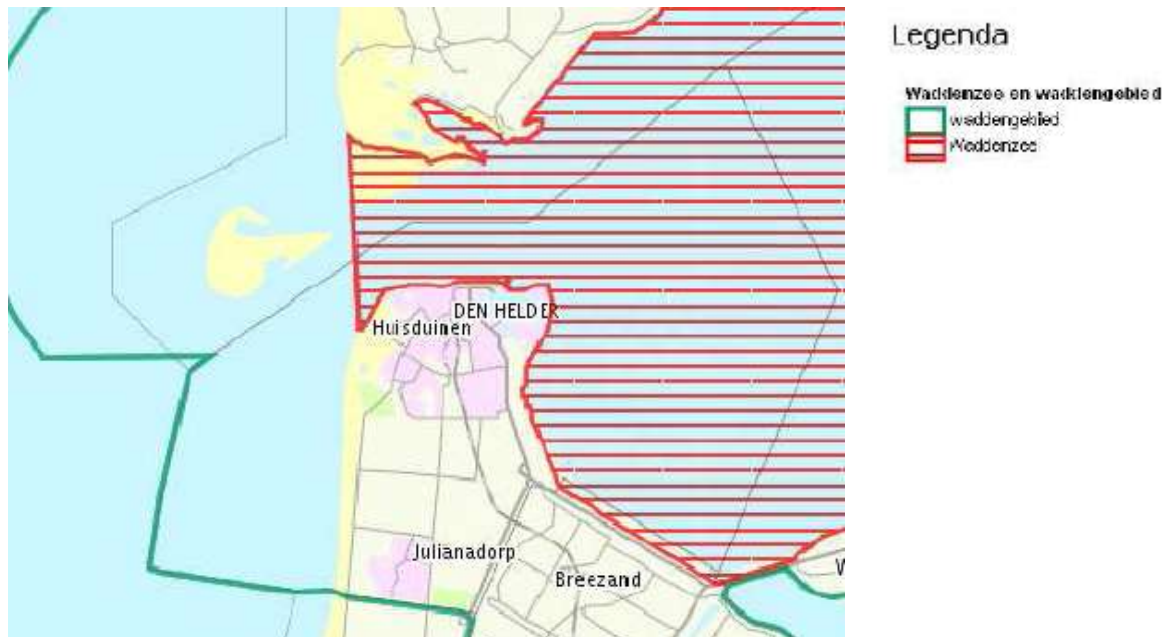 Legenda
Waddenzee en waddengebied
waddengebied
Waddenzee
DEN HELDER
Huisduinen
Julianadorp
Breezand
W